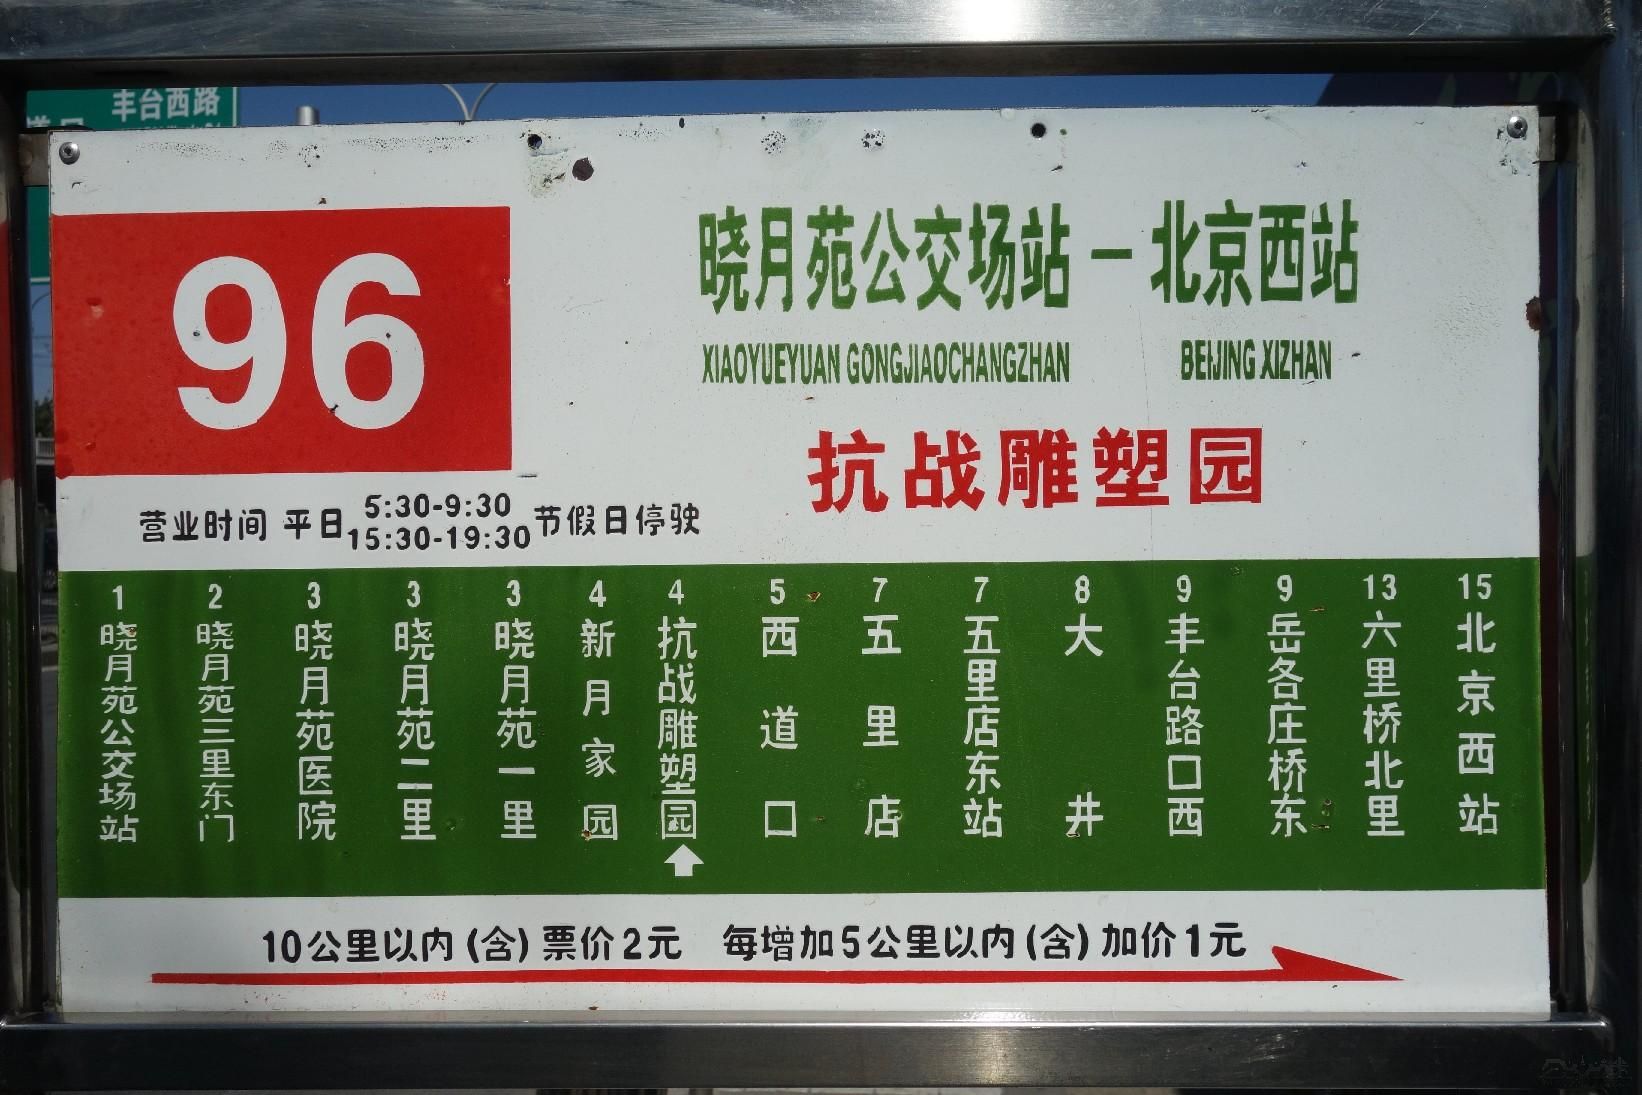 丰台西路
96
晓月苑公交场站－北京西站
XIAOYUEYUAN GONGJIAOCHANGZHAN BEIJING XIZHAN
抗战雕塑园
营业时间 平日 5:30-9:30 15:30-19:30 节假日停驶
1 晓月苑公交场站
2 晓月苑三里东门
3 晓月苑医院
3 晓月苑二里
3 晓月苑一里
4 新月家园
4 抗战雕塑园
5 西道口
7 五里店
7 五里店东站
8 大井
9 丰台路口西
9 岳各庄桥东
13 六里桥北里
15 北京西站
10公里以内(含)票价2元 每增加5公里以内(含)加价1元